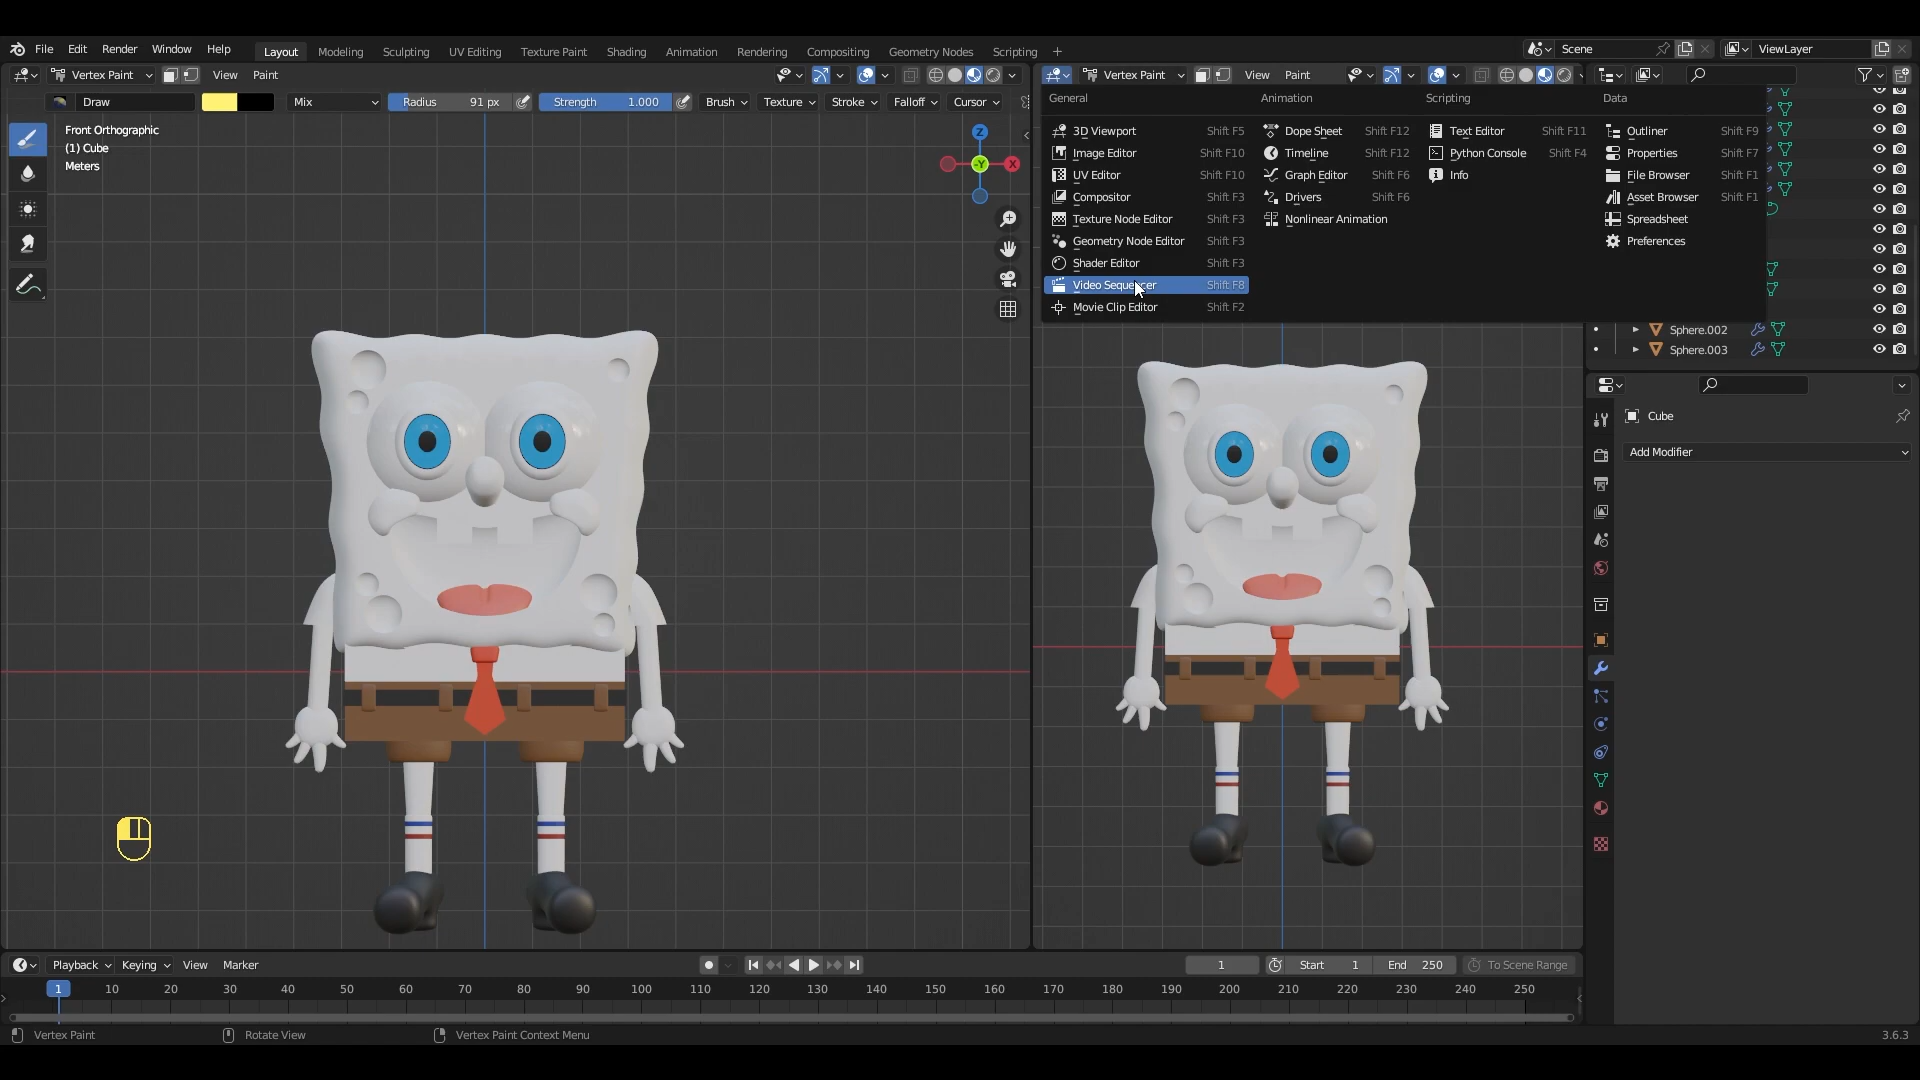 File Edit Render Window Help Layout Modeling Sculpting UV Editing Texture Paint Shading Animation Rendering Compositing Geometry Nodes Scripting + Scene ViewLayer
Vertex Paint View Paint
Vertex Paint View Paint
Draw Mix Radius 91 px Strength 1.000 Brush Texture Stroke Falloff Cursor
Front Orthographic
(1) Cube
Meters
Z
-Y X
General Animation Scripting Data
3D Viewport Shift F5 Dope Sheet Shift F12 Text Editor Shift F11 Outliner Shift F9
Image Editor Shift F10 Timeline Shift F12 Python Console Shift F4 Properties Shift F7
UV Editor Shift F10 Graph Editor Shift F6 Info File Browser Shift F1
Compositor Shift F3 Drivers Shift F6 Asset Browser Shift F1
Texture Node Editor Shift F3 Nonlinear Animation Spreadsheet
Geometry Node Editor Shift F3 Preferences
Shader Editor Shift F3
Video Sequencer Shift F8
Movie Clip Editor Shift F2
Sphere.002
Sphere.003
Cube
Add Modifier
Playback Keying View Marker 1 Start 1 End 250 To Scene Range
1 10 20 30 40 50 60 70 80 90 100 110 120 130 140 150 160 170 180 190 200 210 220 230 240 250
Vertex Paint Rotate View Vertex Paint Context Menu 3.6.3